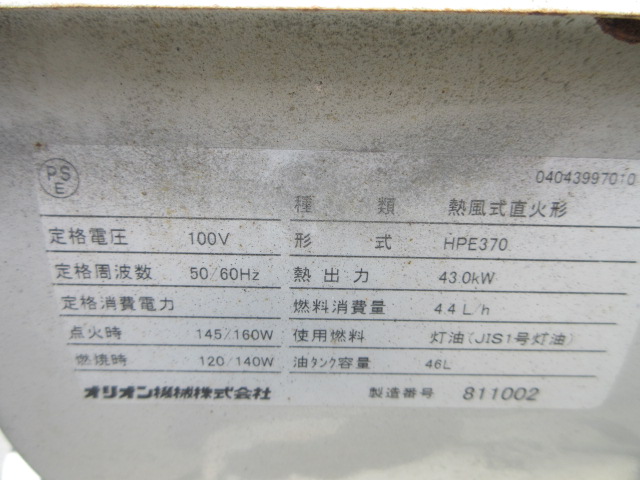 PS
E
04043997010
種類 熱風式直火形
定格電圧 100V 形式 HPE370
定格周波数 50/60Hz 熱出力 43.0kW
定格消費電力 燃料消費量 4.4L/h
点火時 145/160W 使用燃料 灯油(JIS1号灯油)
燃焼時 120/140W 油タンク容量 46L
オリオン機械株式会社 製造番号 811002